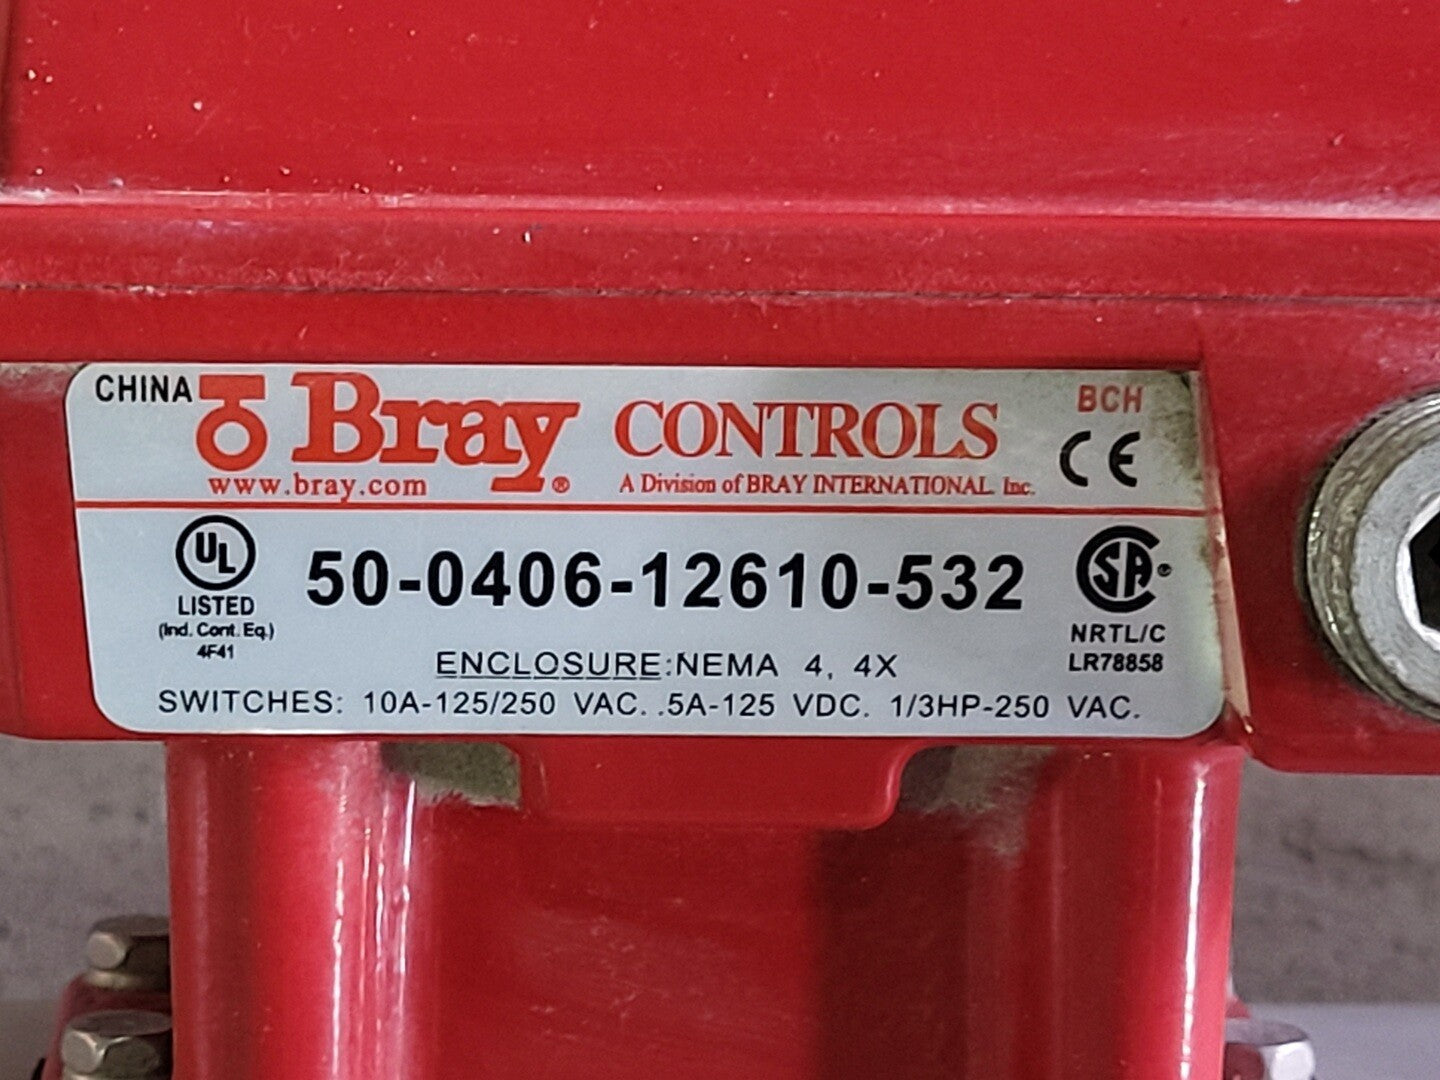 CHINA Bray® CONTROLS BCH
www.bray.com A Division of BRAY INTERNATIONAL Inc. CE
UL LISTED (Ind. Cont. Eq.) 4F41
50-0406-12610-532
SA® NRTL/C LR78858
ENCLOSURE:NEMA 4, 4X
SWITCHES: 10A-125/250 VAC. .5A-125 VDC. 1/3HP-250 VAC.